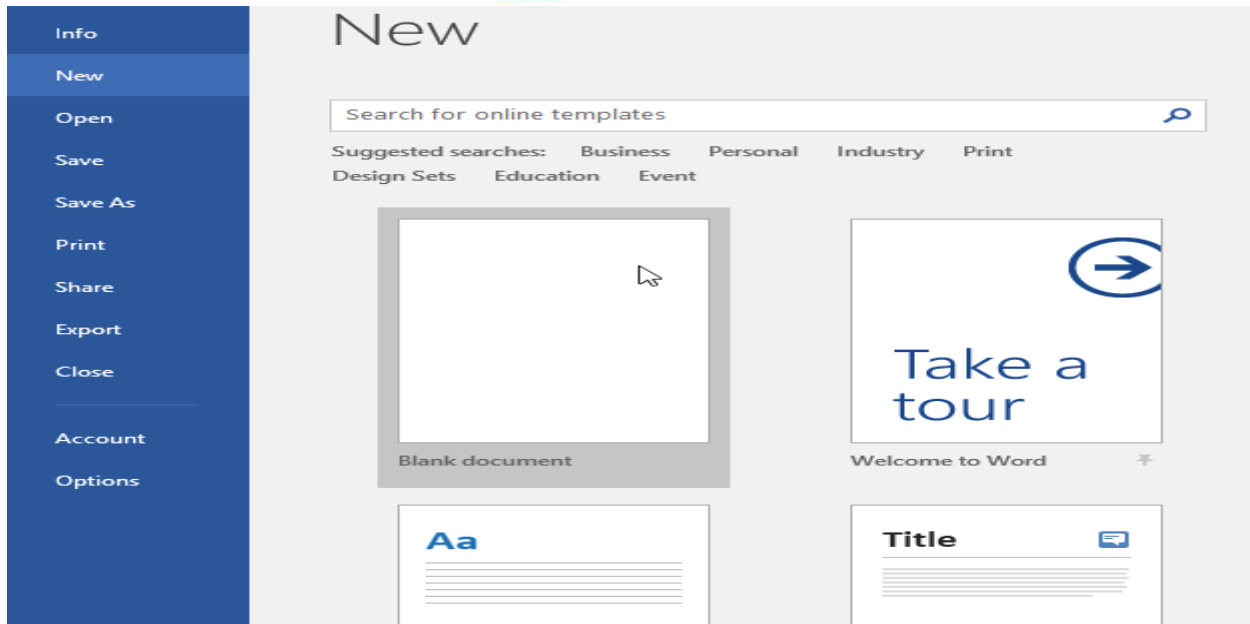 New
Info
New
Open
Save
Save As
Print
Share
Export
Close
Account
Options
Search for online templates
Suggested searches: Business Personal Industry Print
Design Sets Education Event
Take a
tour
Blank document
Welcome to Word
Aa
Title